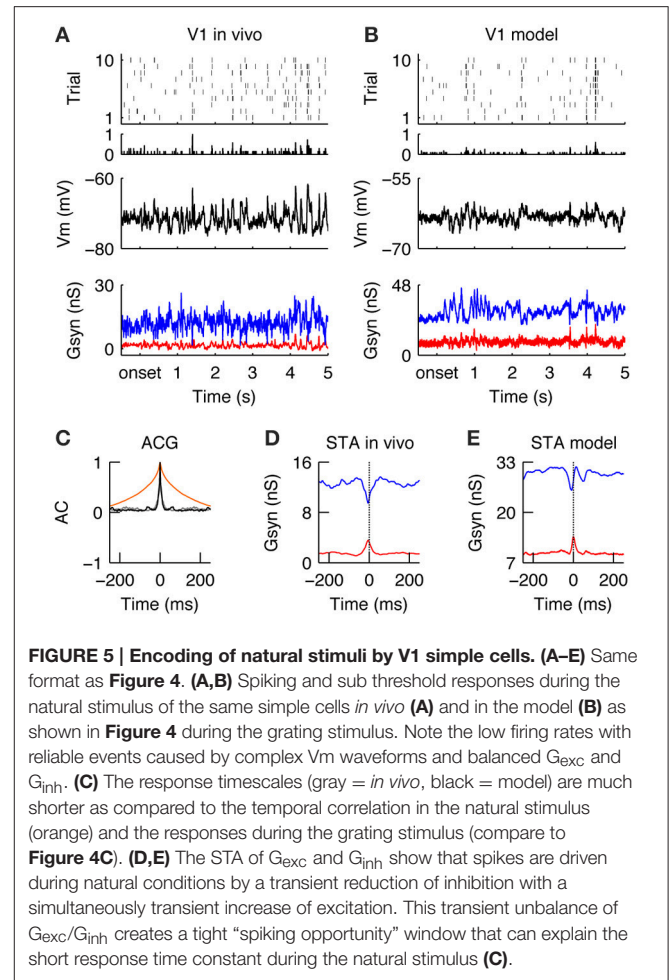 A
V1 in vivo
10
Trial
1
1
0
−60
Vm (mV)
−80
30
Gsyn (nS)
0
onset 1 2 3 4 5
Time (s)
B
V1 model
10
1
1
0
−55
−70
48
0
onset 1 2 3 4 5
Time (s)
C
ACG
1
AC
0
−1
−200 0 200
Time (ms)
D
STA in vivo
16
Gsyn (nS)
8
0
−200 0 200
Time (ms)
E
STA model
33
Gsyn (nS)
20
7
−200 0 200
Time (ms)
FIGURE 5 | Encoding of natural stimuli by V1 simple cells. (A–E) Same
format as Figure 4. (A,B) Spiking and sub threshold responses during the
natural stimulus of the same simple cells in vivo (A) and in the model (B) as
shown in Figure 4 during the grating stimulus. Note the low firing rates with
reliable events caused by complex Vm waveforms and balanced Gexc and
Ginh. (C) The response timescales (gray = in vivo, black = model) are much
shorter as compared to the temporal correlation in the natural stimulus
(orange) and the responses during the grating stimulus (compare to
Figure 4C). (D,E) The STA of Gexc and Ginh show that spikes are driven
during natural conditions by a transient reduction of inhibition with a
simultaneously transient increase of excitation. This transient unbalance of
Gexc/Ginh creates a tight “spiking opportunity” window that can explain the
short response time constant during the natural stimulus (C).